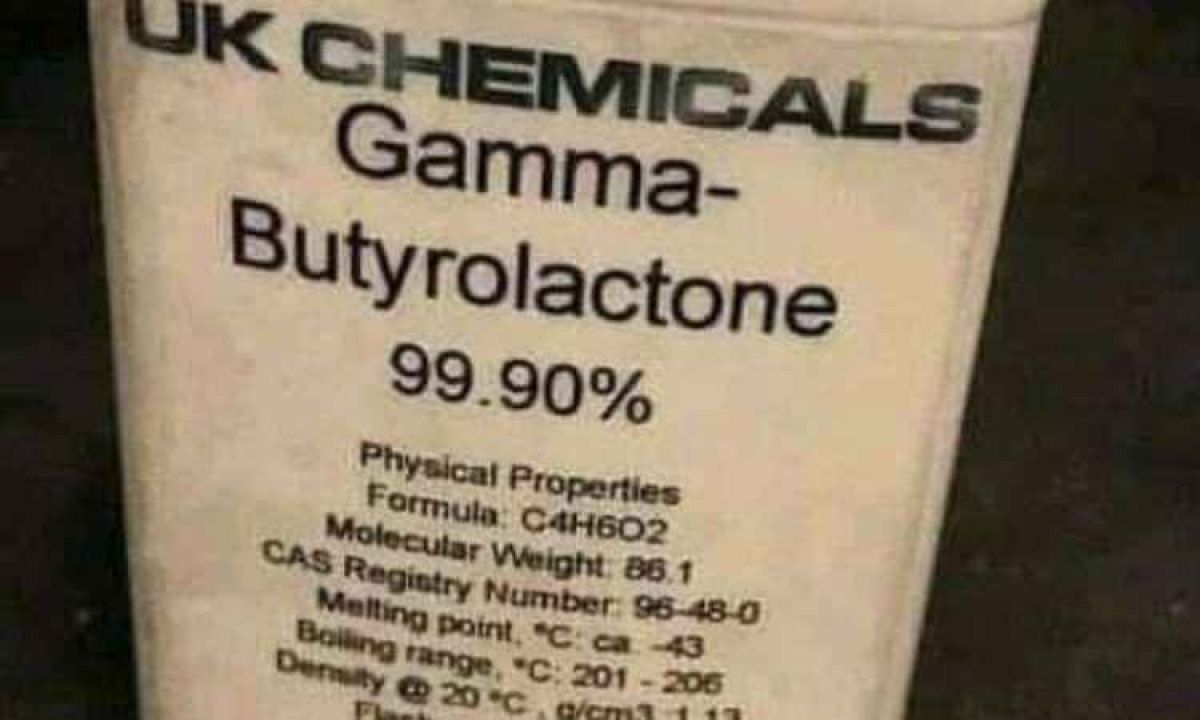 UK CHEMICALS
Gamma-
Butyrolactone
99.90%
Physical Properties
Formula: C4H6O2
Molecular Weight: 86.1
CAS Registry Number: 96-48-0
Melting point, °C: ca. -43
Boiling range, °C: 201 - 206
Density @ 20 °C , g/cm3 1.13
Flash